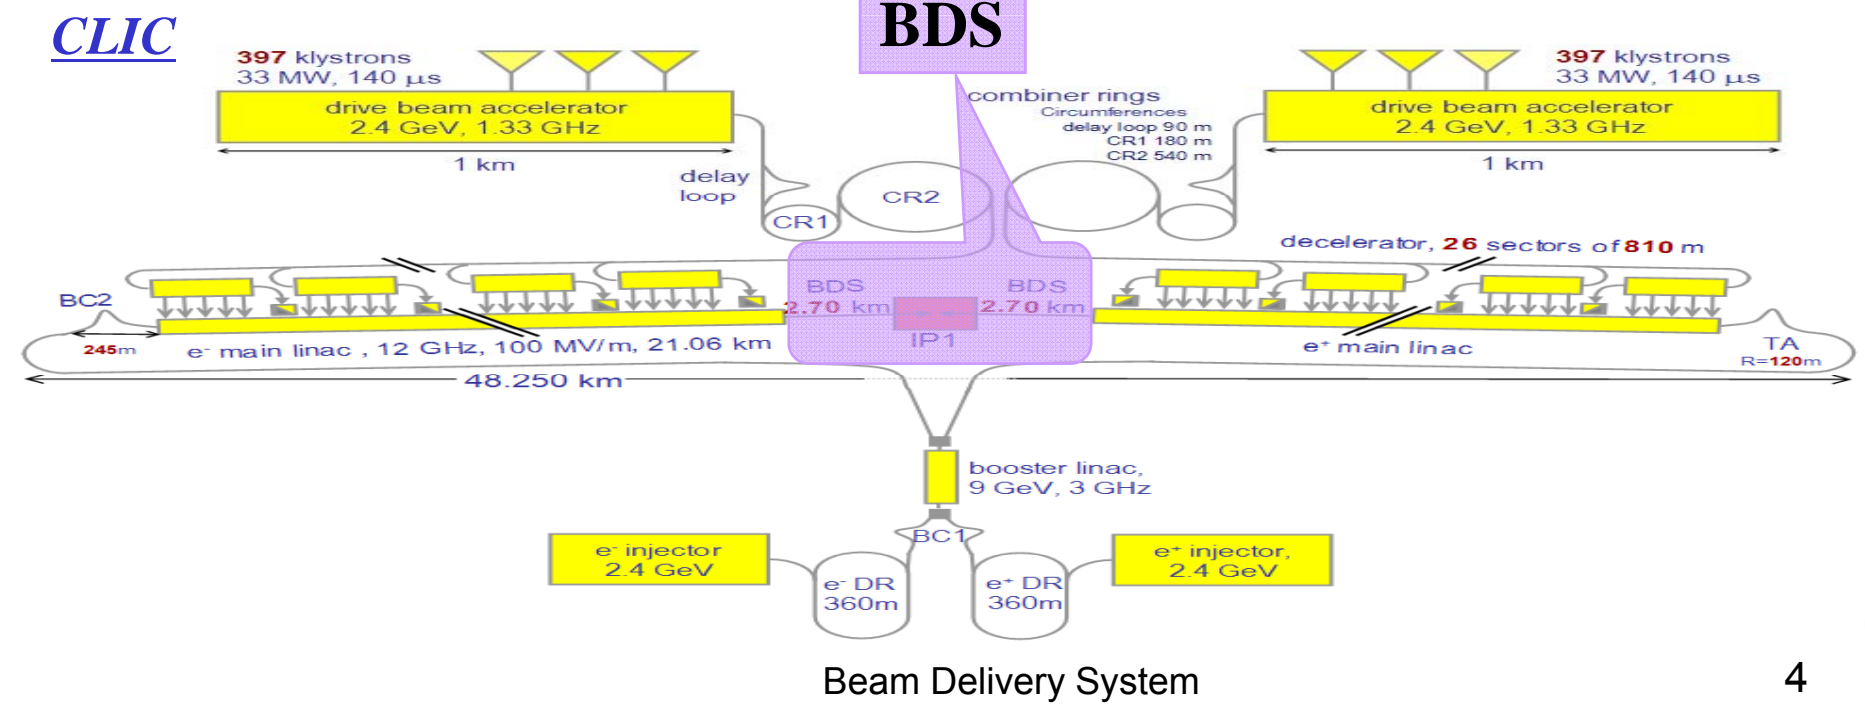 CLIC
BDS
397 klystrons
33 MW, 140 μs
397 klystrons
33 MW, 140 μs
drive beam accelerator
2.4 GeV, 1.33 GHz
combiner rings
Circumferences
delay loop 90 m
CR1 180 m
CR2 540 m
drive beam accelerator
2.4 GeV, 1.33 GHz
1 km
1 km
delay
loop
CR2
CR1
decelerator, 26 sectors of 810 m
BC2
BDS
2.70 km
BDS
2.70 km
IP1
245m
e- main linac , 12 GHz, 100 MV/m, 21.06 km
e+ main linac
TA
R=120m
48.250 km
booster linac,
9 GeV, 3 GHz
BC1
e- injector
2.4 GeV
e+ injector,
2.4 GeV
e- DR
360m
e+ DR
360m
Beam Delivery System
4